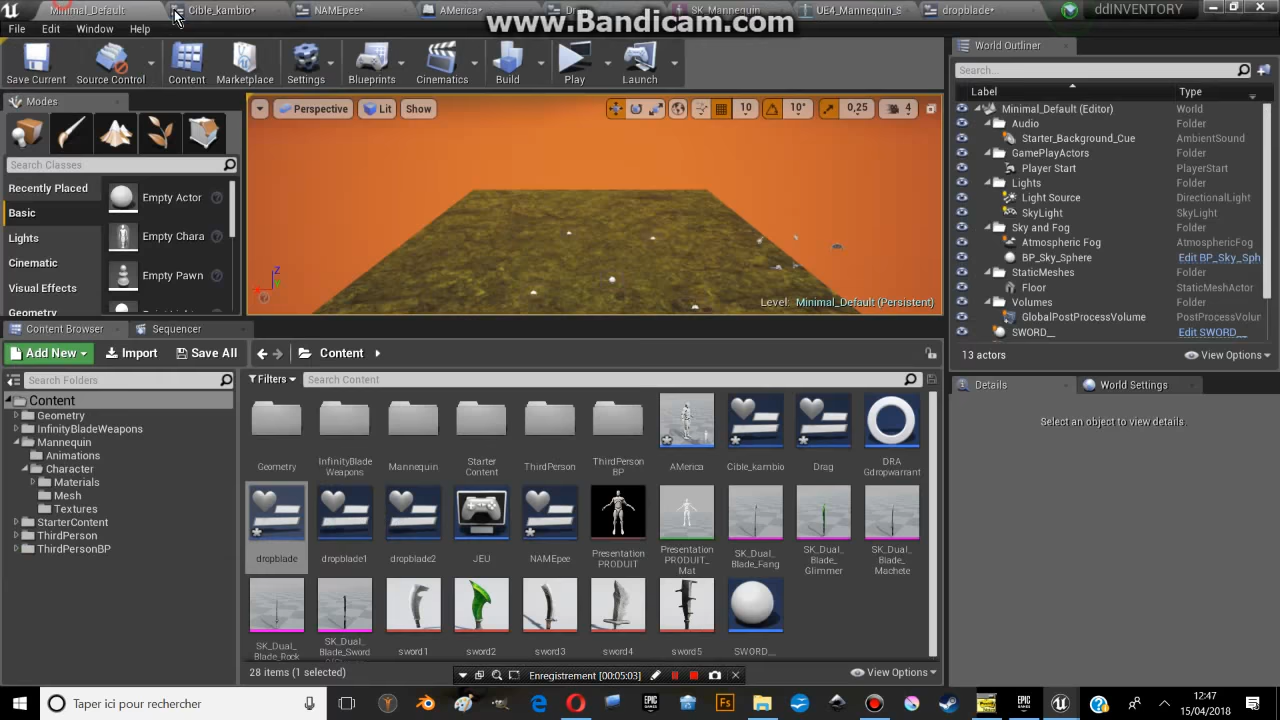 Minimal_Default
Cible_kambio*
NAMEpee*
AMerica*
SK_Mannequin
UE4_Mannequin_S
dropblade*
ddINVENTORY
www.Bandicam.com
File Edit Window Help
Save Current
Source Control
Content
Marketplace
Settings
Blueprints
Cinematics
Build
Play
Launch
Modes
Search Classes
Recently Placed
Basic
Lights
Cinematic
Visual Effects
Geometry
Empty Actor
Empty Chara
Empty Pawn
Perspective
Lit
Show
10
10°
0,25
4
Level: Minimal_Default (Persistent)
World Outliner
Search...
Label Type
Minimal_Default (Editor) World
Audio Folder
Starter_Background_Cue AmbientSound
GamePlayActors Folder
Player Start PlayerStart
Lights Folder
Light Source DirectionalLight
SkyLight SkyLight
Sky and Fog Folder
Atmospheric Fog AtmosphericFog
BP_Sky_Sphere Edit BP_Sky_Sph
StaticMeshes Folder
Floor StaticMeshActor
Volumes Folder
GlobalPostProcessVolume PostProcessVolur
SWORD__ Edit SWORD__
13 actors
View Options
Details
World Settings
Select an object to view details.
Content Browser
Sequencer
Add New
Import
Save All
Content
Search Folders
Filters
Search Content
Content
Geometry
InfinityBladeWeapons
Mannequin
Animations
Character
Materials
Mesh
Textures
StarterContent
ThirdPerson
ThirdPersonBP
Geometry
InfinityBlade
Weapons
Mannequin
Starter
Content
ThirdPerson
ThirdPerson
BP
AMerica
Cible_kambio
Drag
DRA
Gdropwarrant
dropblade
dropblade1
dropblade2
JEU
NAMEpee
Presentation
PRODUIT
Presentation
PRODUIT_
Mat
SK_Dual_
Blade_Fang
SK_Dual_
Blade_
Glimmer
SK_Dual_
Blade_
Machete
SK_Dual_
Blade_Rock
SK_Dual_
Blade_Sword
sword1
sword2
sword3
sword4
sword5
SWORD__
28 items (1 selected)
Enregistrement [00:05:03]
View Options
Taper ici pour rechercher
12:47
15/04/2018